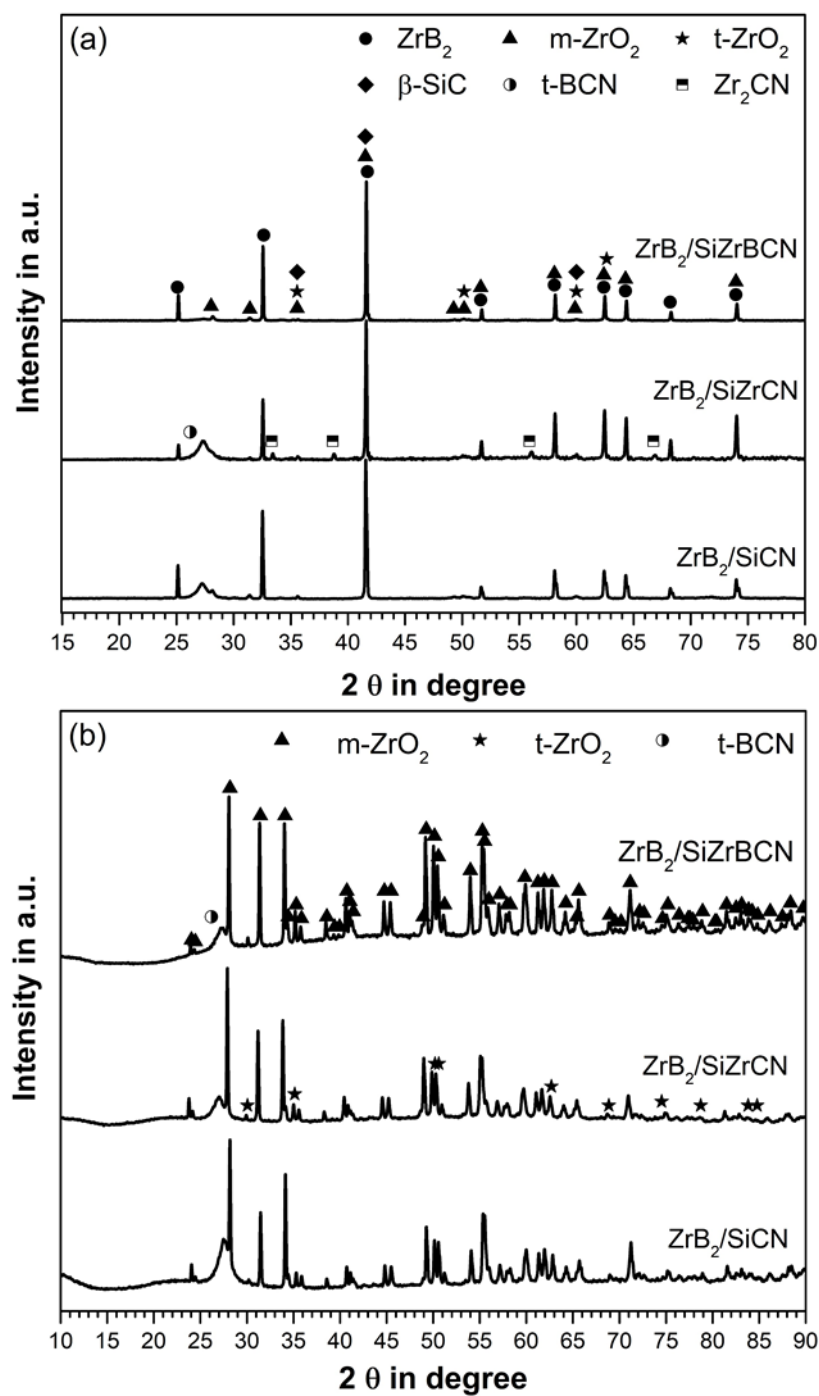 (a)
ZrB₂ m-ZrO₂ t-ZrO₂
β-SiC t-BCN Zr₂CN
Intensity in a.u.
ZrB₂/SiZrBCN
ZrB₂/SiZrCN
ZrB₂/SiCN
15 20 25 30 35 40 45 50 55 60 65 70 75 80
2 θ in degree
(b)
m-ZrO₂ t-ZrO₂ t-BCN
Intensity in a.u.
ZrB₂/SiZrBCN
ZrB₂/SiZrCN
ZrB₂/SiCN
10 15 20 25 30 35 40 45 50 55 60 65 70 75 80 85 90
2 θ in degree